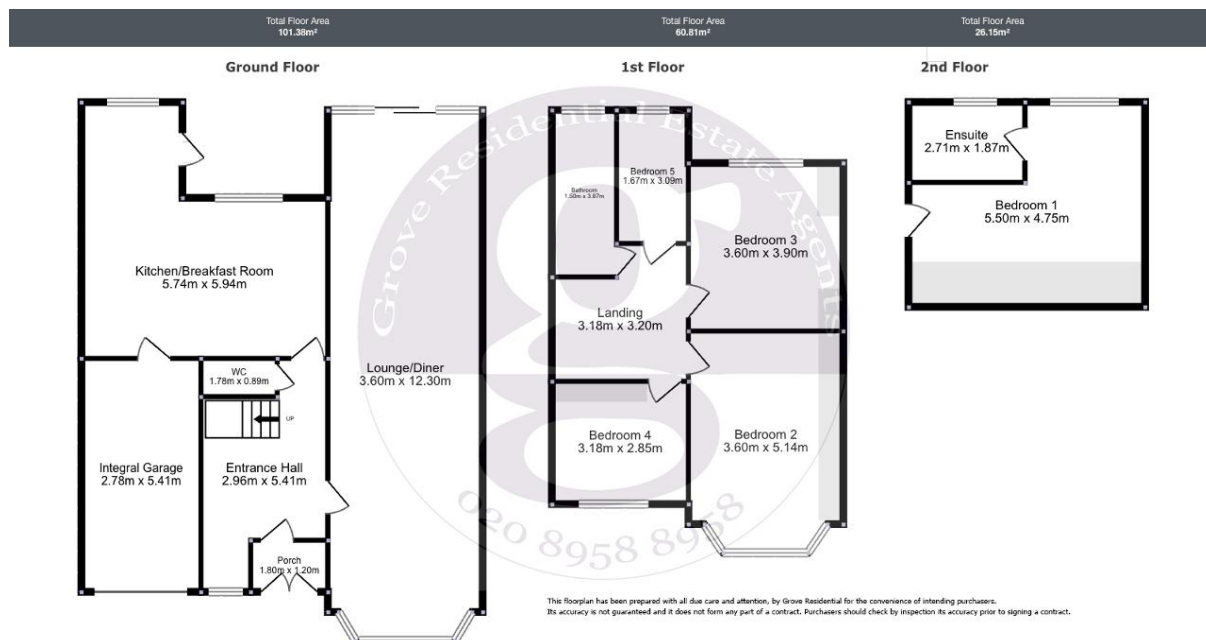 Total Floor Area
101.38m²
Total Floor Area
60.81m²
Total Floor Area
26.15m²
Ground Floor
1st Floor
2nd Floor
Kitchen/Breakfast Room
5.74m x 5.94m
WC
1.78m x 0.89m
UP
Integral Garage
2.78m x 5.41m
Entrance Hall
2.96m x 5.41m
Porch
1.80m x 1.20m
Lounge/Diner
3.60m x 12.30m
Bathroom
1.50m x 3.87m
Bedroom 5
1.67m x 3.09m
Bedroom 3
3.60m x 3.90m
Landing
3.18m x 3.20m
Bedroom 4
3.18m x 2.85m
Bedroom 2
3.60m x 5.14m
Ensuite
2.71m x 1.87m
Bedroom 1
5.50m x 4.75m
Grove Residential Estate Agents
g
020 8958 8958
This floorplan has been prepared with all due care and attention, by Grove Residential for the convenience of intending purchasers.
Its accuracy is not guaranteed and it does not form any part of a contract. Purchasers should check by inspection its accuracy prior to signing a contract.